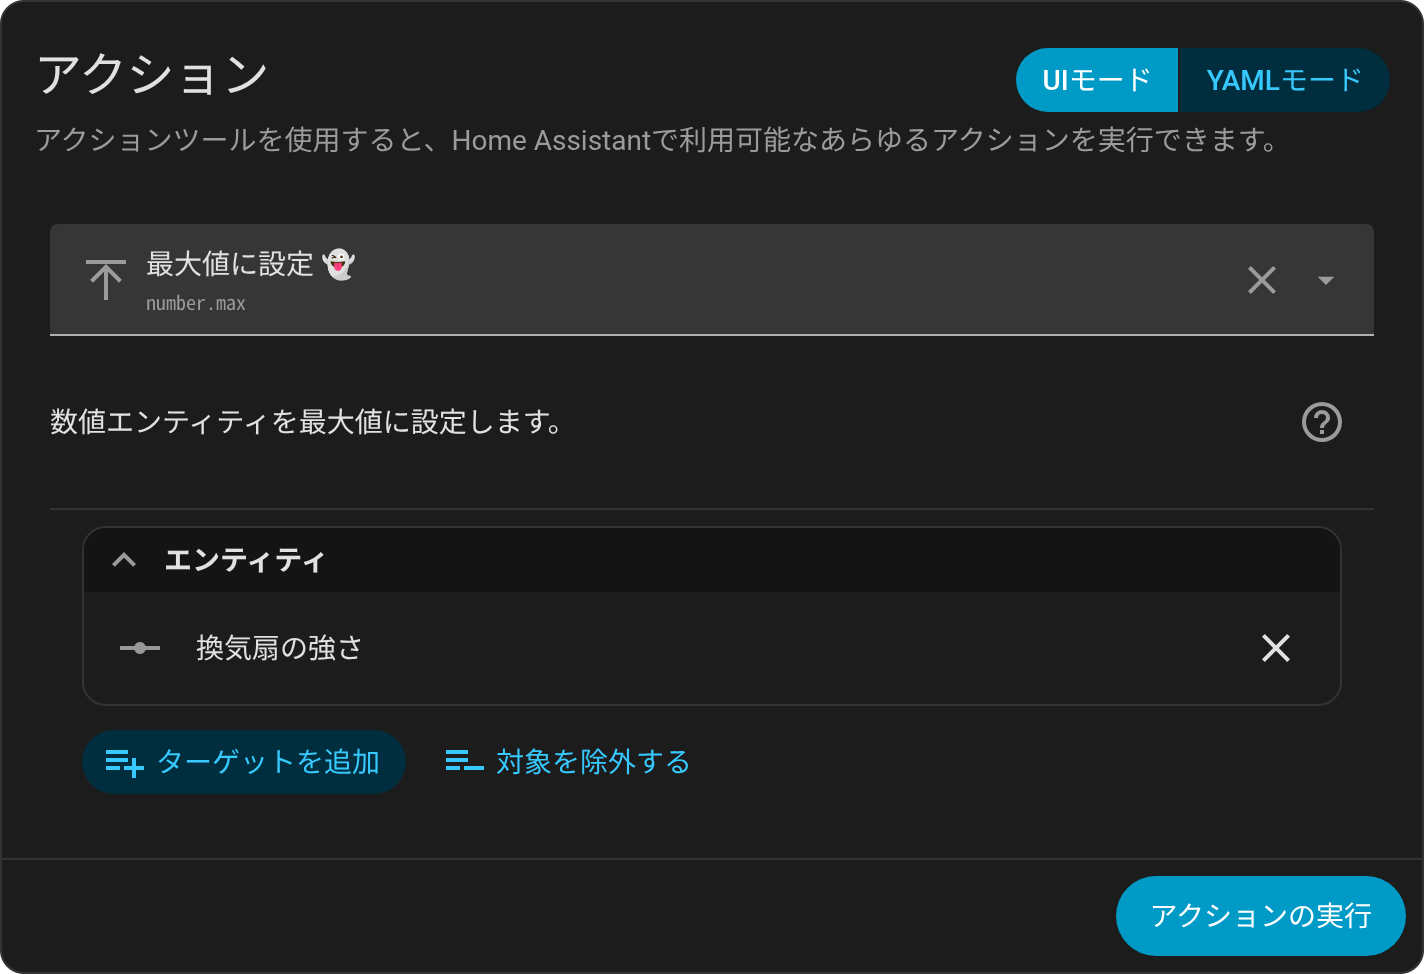 アクション
UIモード
YAMLモード
アクションツールを使用すると、Home Assistantで利用可能なあらゆるアクションを実行できます。
最大値に設定 👻
number.max
数値エンティティを最大値に設定します。
エンティティ
換気扇の強さ
ターゲットを追加
対象を除外する
アクションの実行